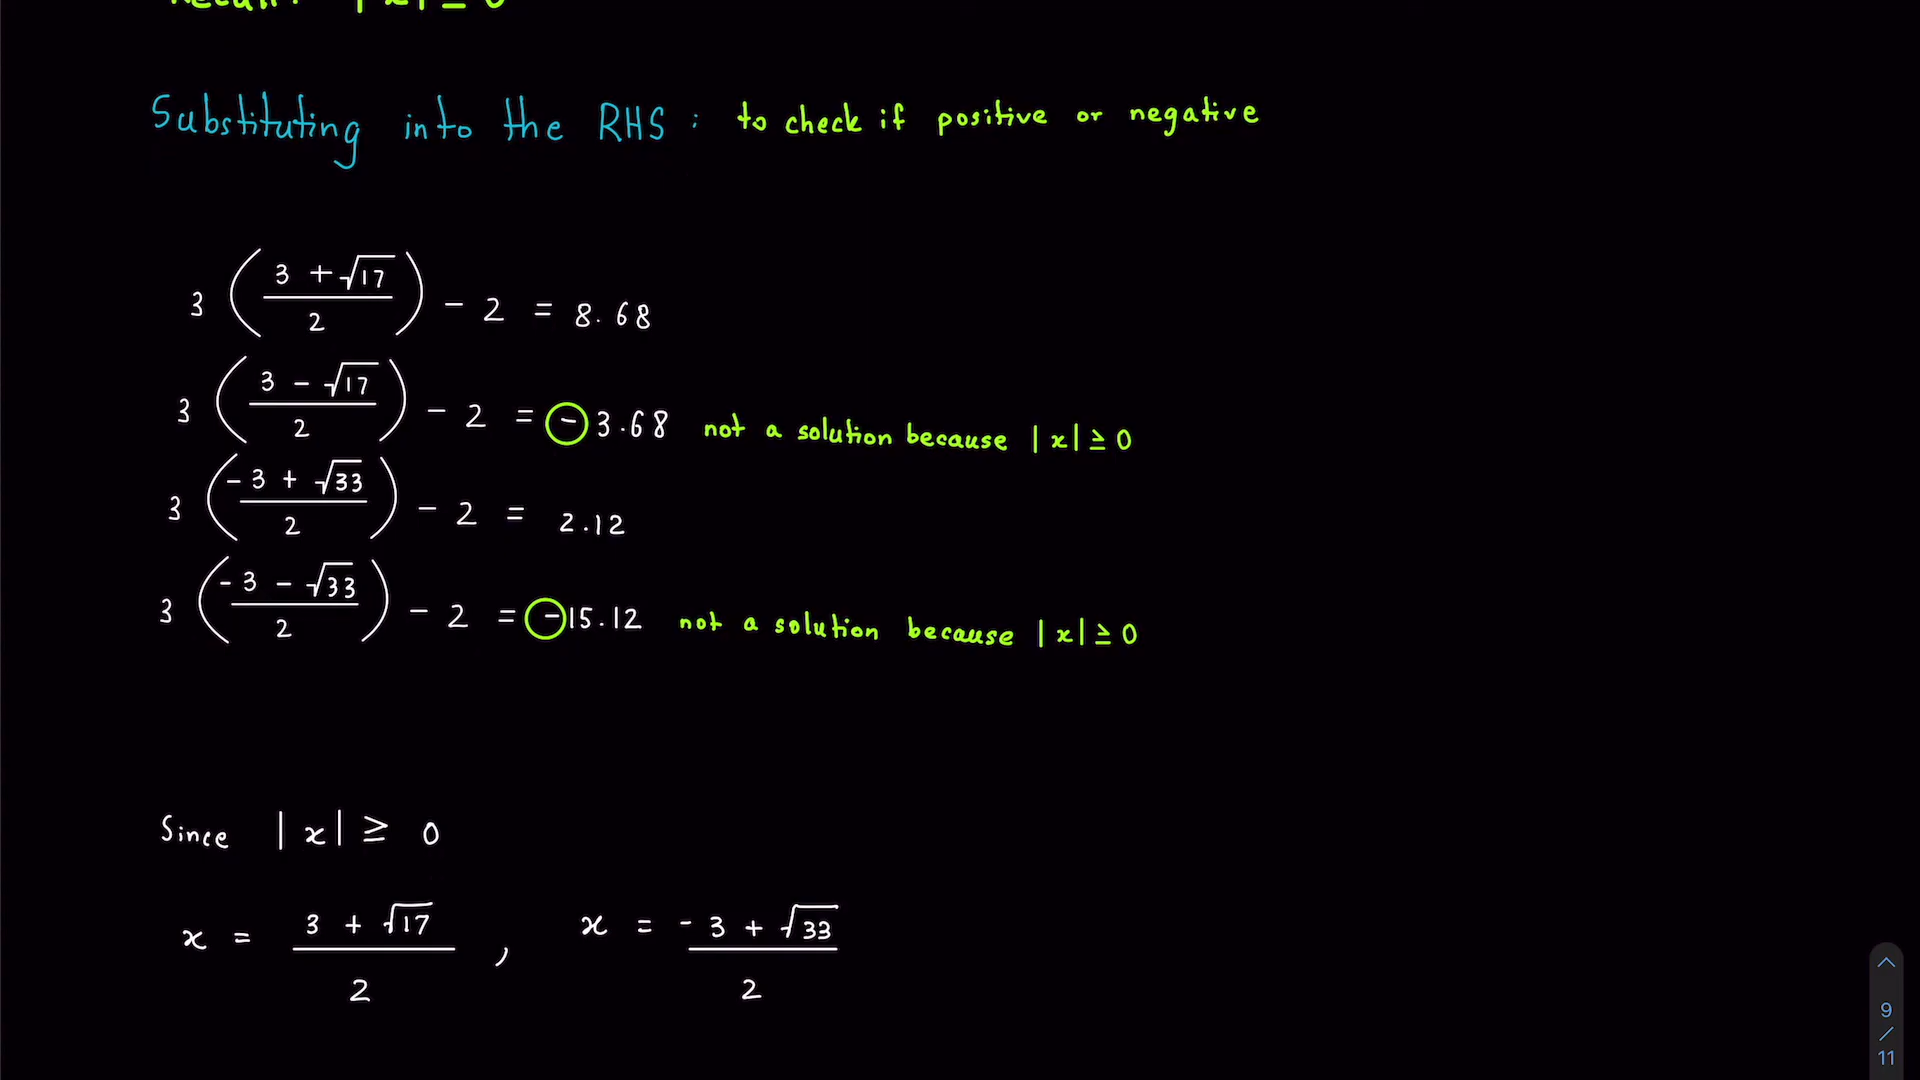 Recall: |x| ≥ 0
Substituting into the RHS : to check if positive or negative
3 ( (3 + √17) / 2 ) - 2 = 8.68
3 ( (3 - √17) / 2 ) - 2 = -3.68 not a solution because |x| ≥ 0
3 ( (-3 + √33) / 2 ) - 2 = 2.12
3 ( (-3 - √33) / 2 ) - 2 = -15.12 not a solution because |x| ≥ 0
Since |x| ≥ 0
x = (3 + √17) / 2 , x = (-3 + √33) / 2
9
/
11